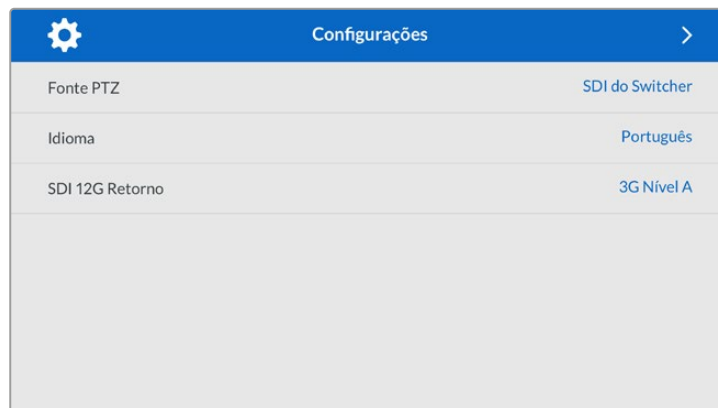 Configurações
Fonte PTZ SDI do Switcher
Idioma Português
SDI 12G Retorno 3G Nível A